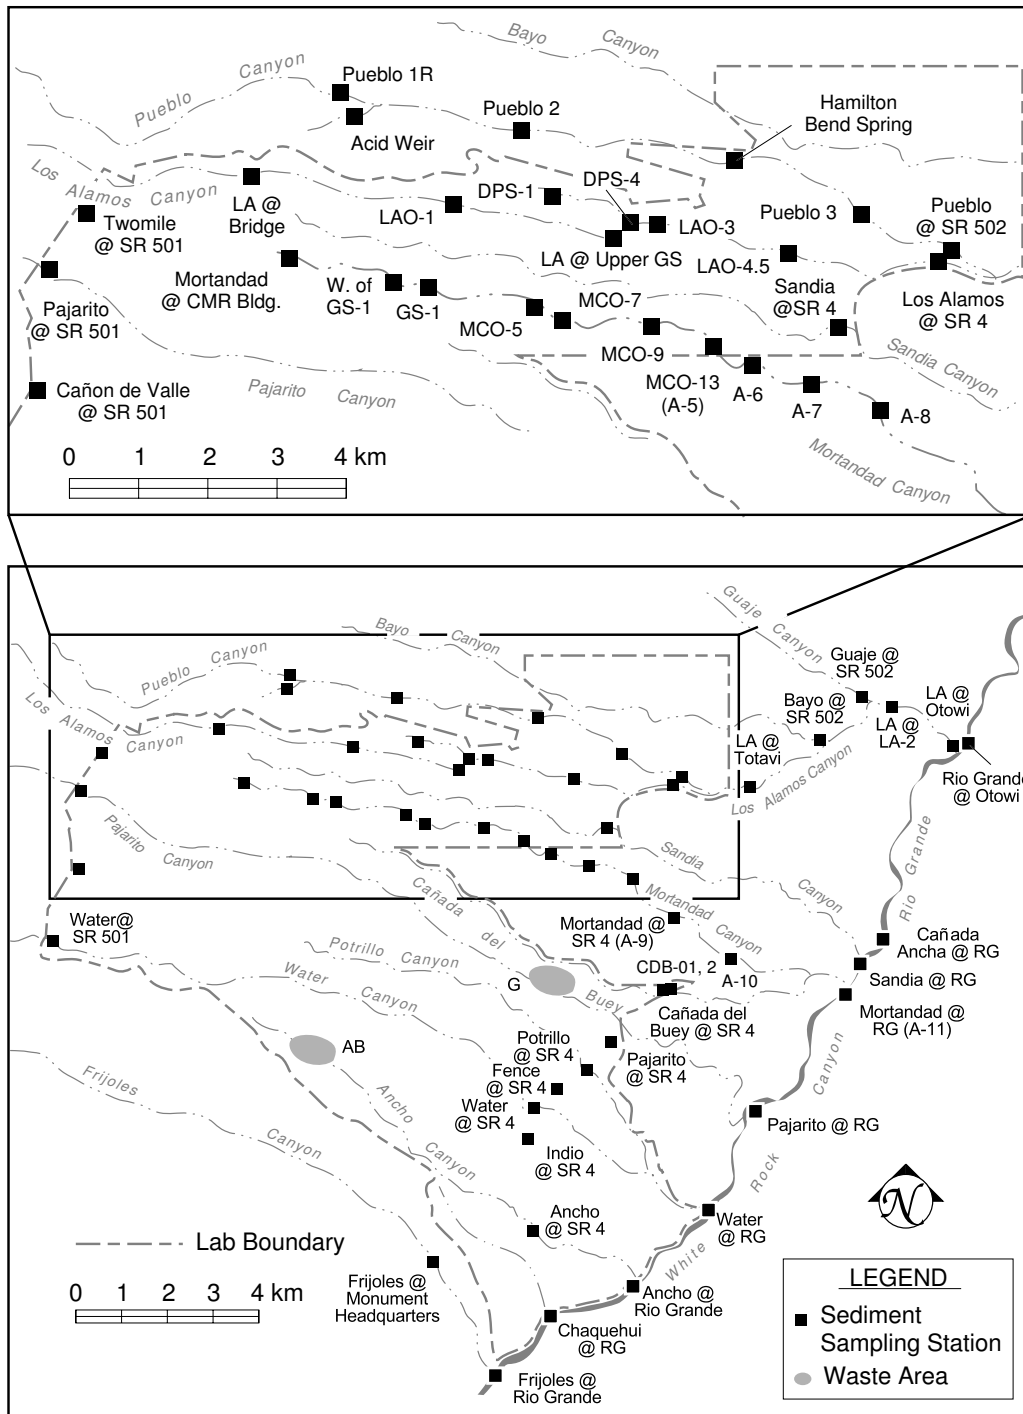 Bayo Canyon
Pueblo Canyon
Pueblo 1R
Acid Weir
Pueblo 2
Hamilton
Bend Spring
Los Alamos Canyon
Twomile
@ SR 501
LA @
Bridge
LAO-1
DPS-1
DPS-4
LAO-3
LA @ Upper GS
Pueblo 3
Pueblo
@ SR 502
LAO-4.5
Los Alamos
@ SR 4
Sandia
@SR 4
Pajarito
@ SR 501
Mortandad
@ CMR Bldg.
W. of
GS-1
GS-1
MCO-5
MCO-7
MCO-9
MCO-13
(A-5)
A-6
A-7
A-8
Sandia Canyon
Cañon de Valle
@ SR 501
Pajarito Canyon
Mortandad Canyon
0 1 2 3 4 km
Guaje Canyon
Bayo Canyon
Pueblo Canyon
Los Alamos Canyon
Guaje @
SR 502
Bayo @
SR 502
LA @
Otowi
LA @
LA-2
LA @
Totavi
Los Alamos Canyon
Rio Grande
@ Otowi
Rio Grande
Pajarito Canyon
Sandia Canyon
Cañada del Buey
Mortandad Canyon
Water@
SR 501
Mortandad @
SR 4 (A-9)
Cañada
Ancha @ RG
Potrillo Canyon
Water Canyon
G
CDB-01, 2
A-10
Sandia @ RG
Cañada del
Buey @ SR 4
Mortandad @
RG (A-11)
AB
Potrillo
@ SR 4
Pajarito
@ SR 4
Fence
@ SR 4
Water
@ SR 4
Indio
@ SR 4
Frijoles Canyon
Ancho Canyon
Pajarito @ RG
White Rock Canyon
Ancho
@ SR 4
Water
@ RG
Lab Boundary
0 1 2 3 4 km
Frijoles @
Monument
Headquarters
Ancho @
Rio Grande
Chaquehui
@ RG
Frijoles @
Rio Grande
N
LEGEND
Sediment
Sampling Station
Waste Area